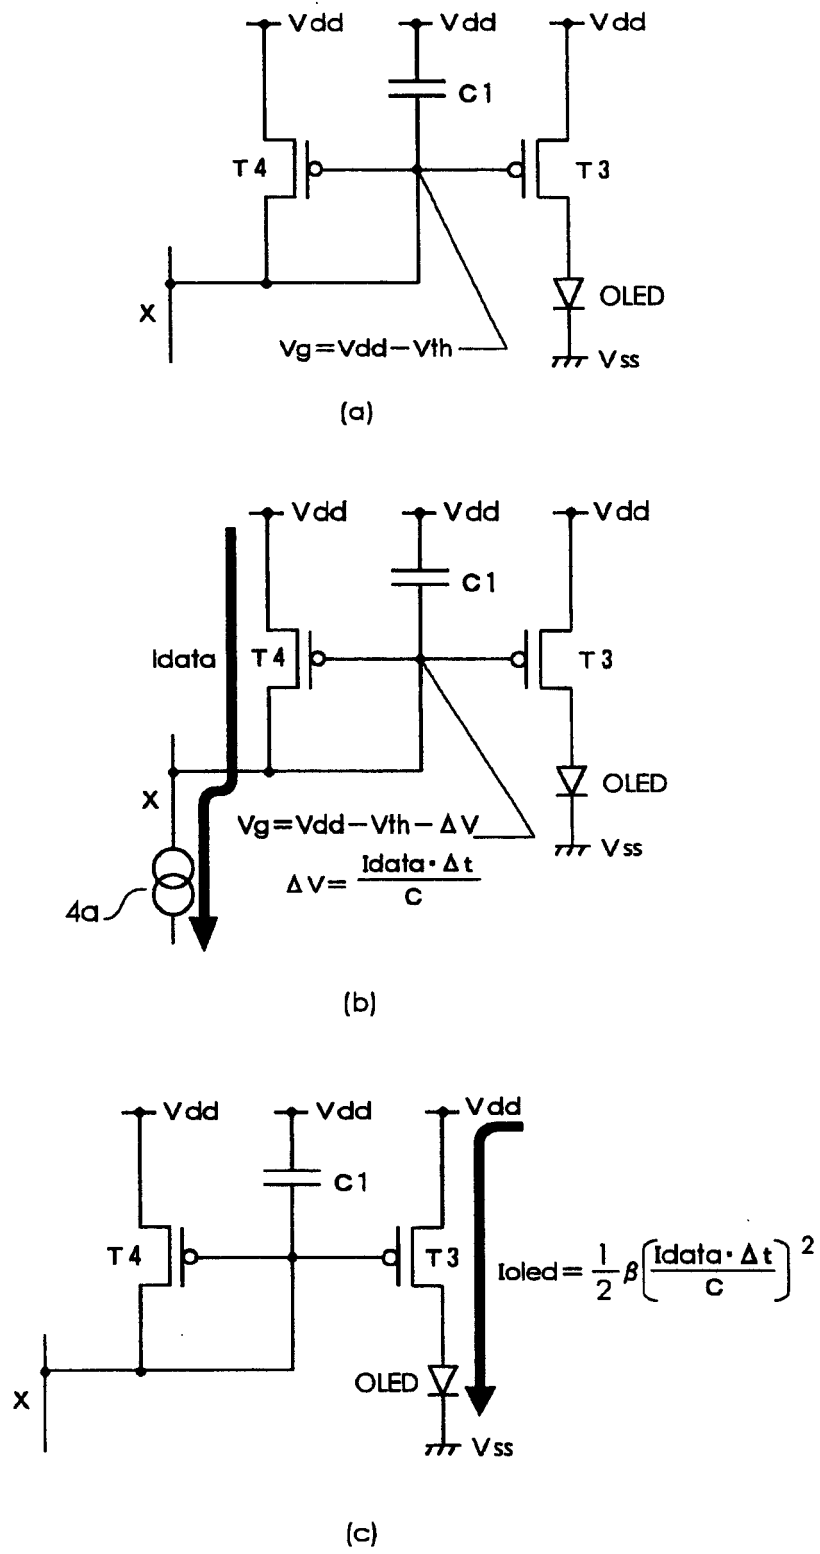 Vdd Vdd Vdd
C1
T4 T3
OLED
X
Vg=Vdd−Vth
Vss
(a)
Vdd Vdd Vdd
C1
Idata T4 T3
OLED
X
Vg=Vdd−Vth−ΔV
Vss
ΔV= Idata・Δt / C
4a
(b)
Vdd Vdd Vdd
C1
T4 T3
Ioled= 1/2 β (Idata・Δt / C)²
OLED
X
Vss
(c)